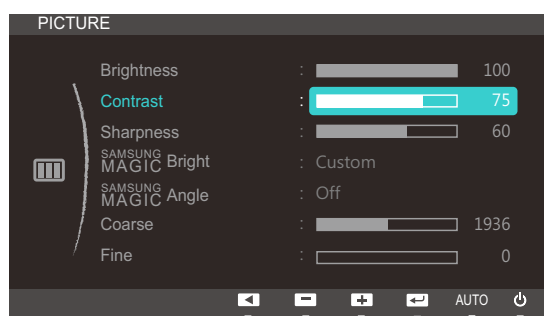 PICTURE
Brightness : 100
Contrast : 75
Sharpness : 60
SAMSUNG MAGIC Bright : Custom
SAMSUNG MAGIC Angle : Off
Coarse : 1936
Fine : 0
AUTO